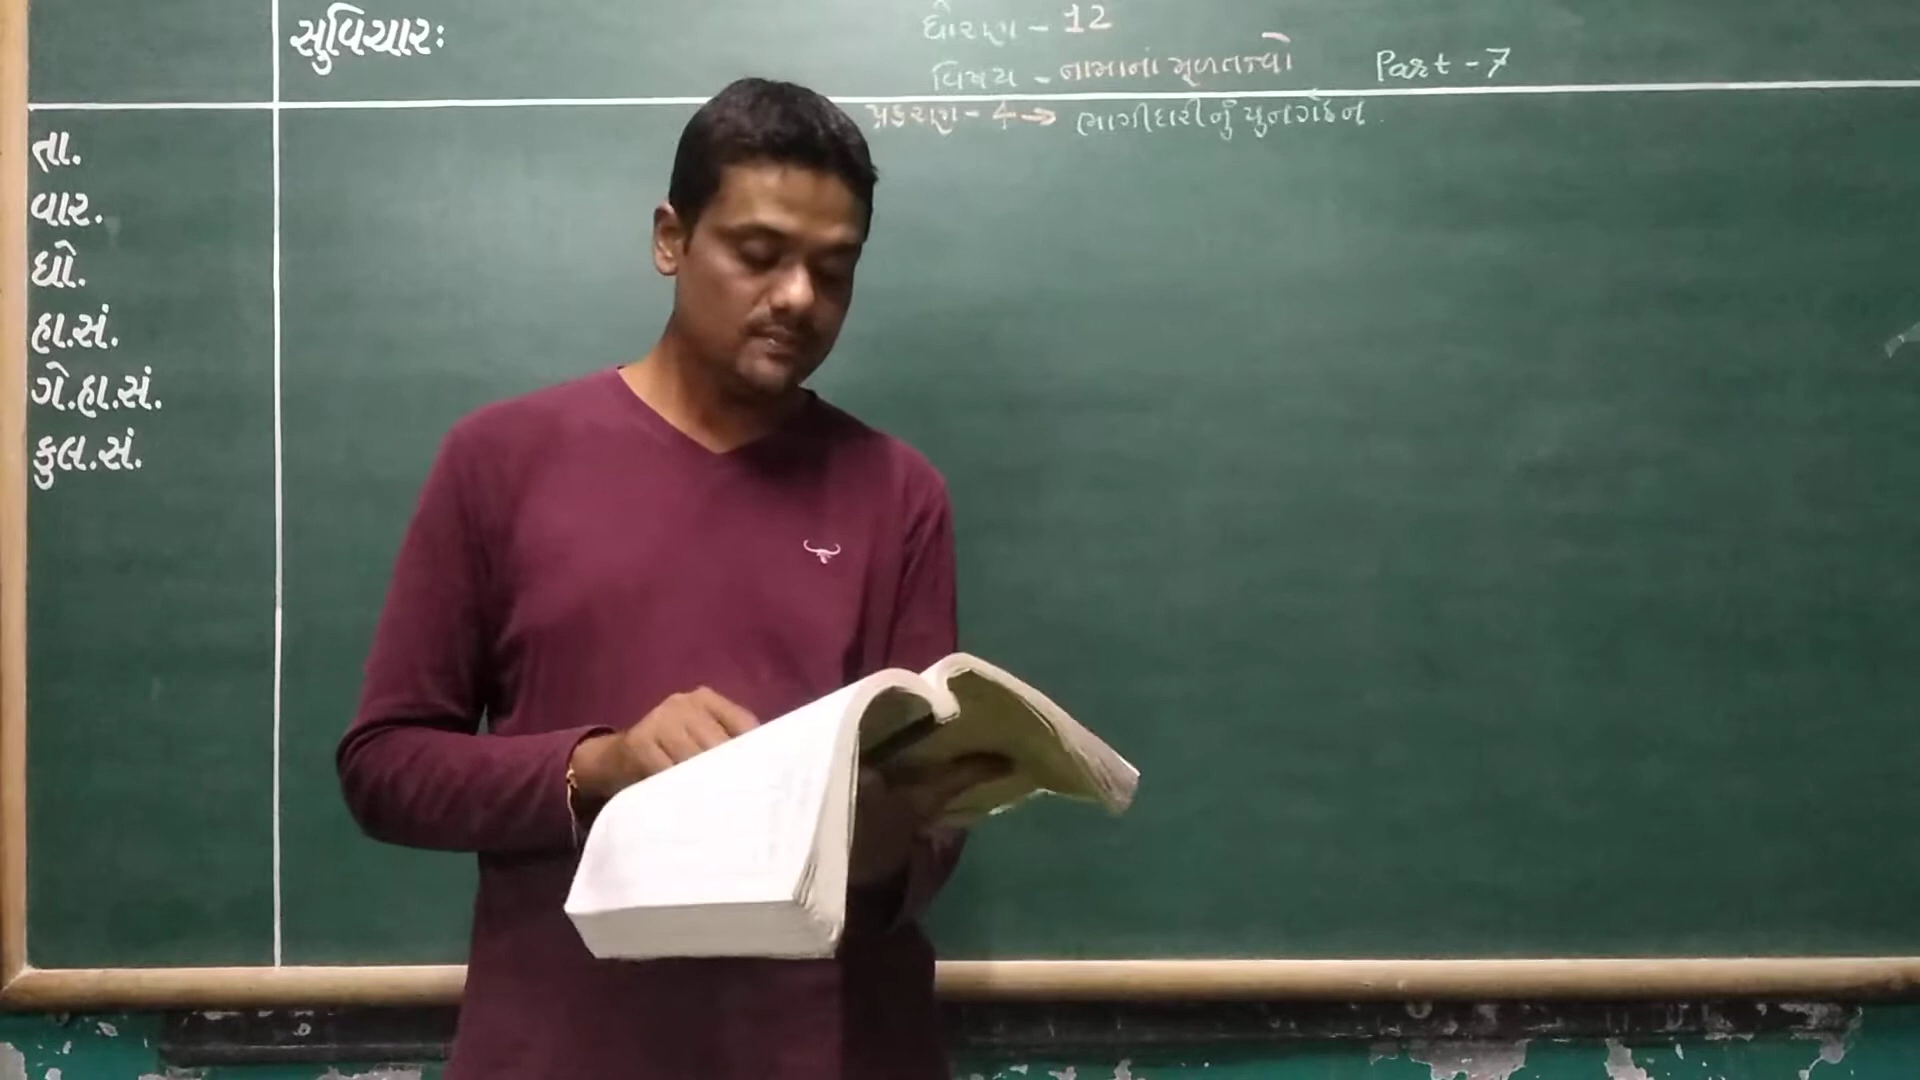 સુવિચારઃ
ધોરણ - 12
વિષય - નામાનાં મૂળતત્ત્વો Part - 7
પ્રકરણ - 4 → ભાગીદારીનું પુનર્ગઠન.
તા.
વાર.
ધો.
હા.સં.
ગે.હા.સં.
કુલ.સં.